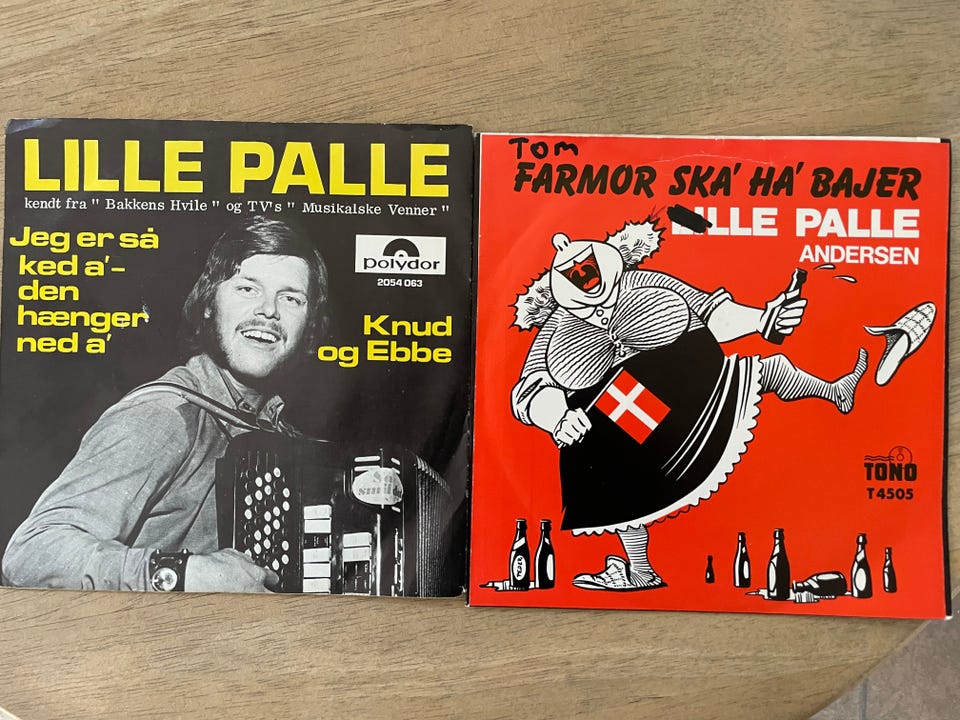 LILLE PALLE
kendt fra " Bakkens Hvile " og TV's " Musikalske Venner "
Jeg er så
ked a'-
den
hænger
ned a'
polydor
2054 063
Knud
og Ebbe
TOM
FARMOR SKA' HA' BAJER
LILLE PALLE
ANDERSEN
TONO
T 4505